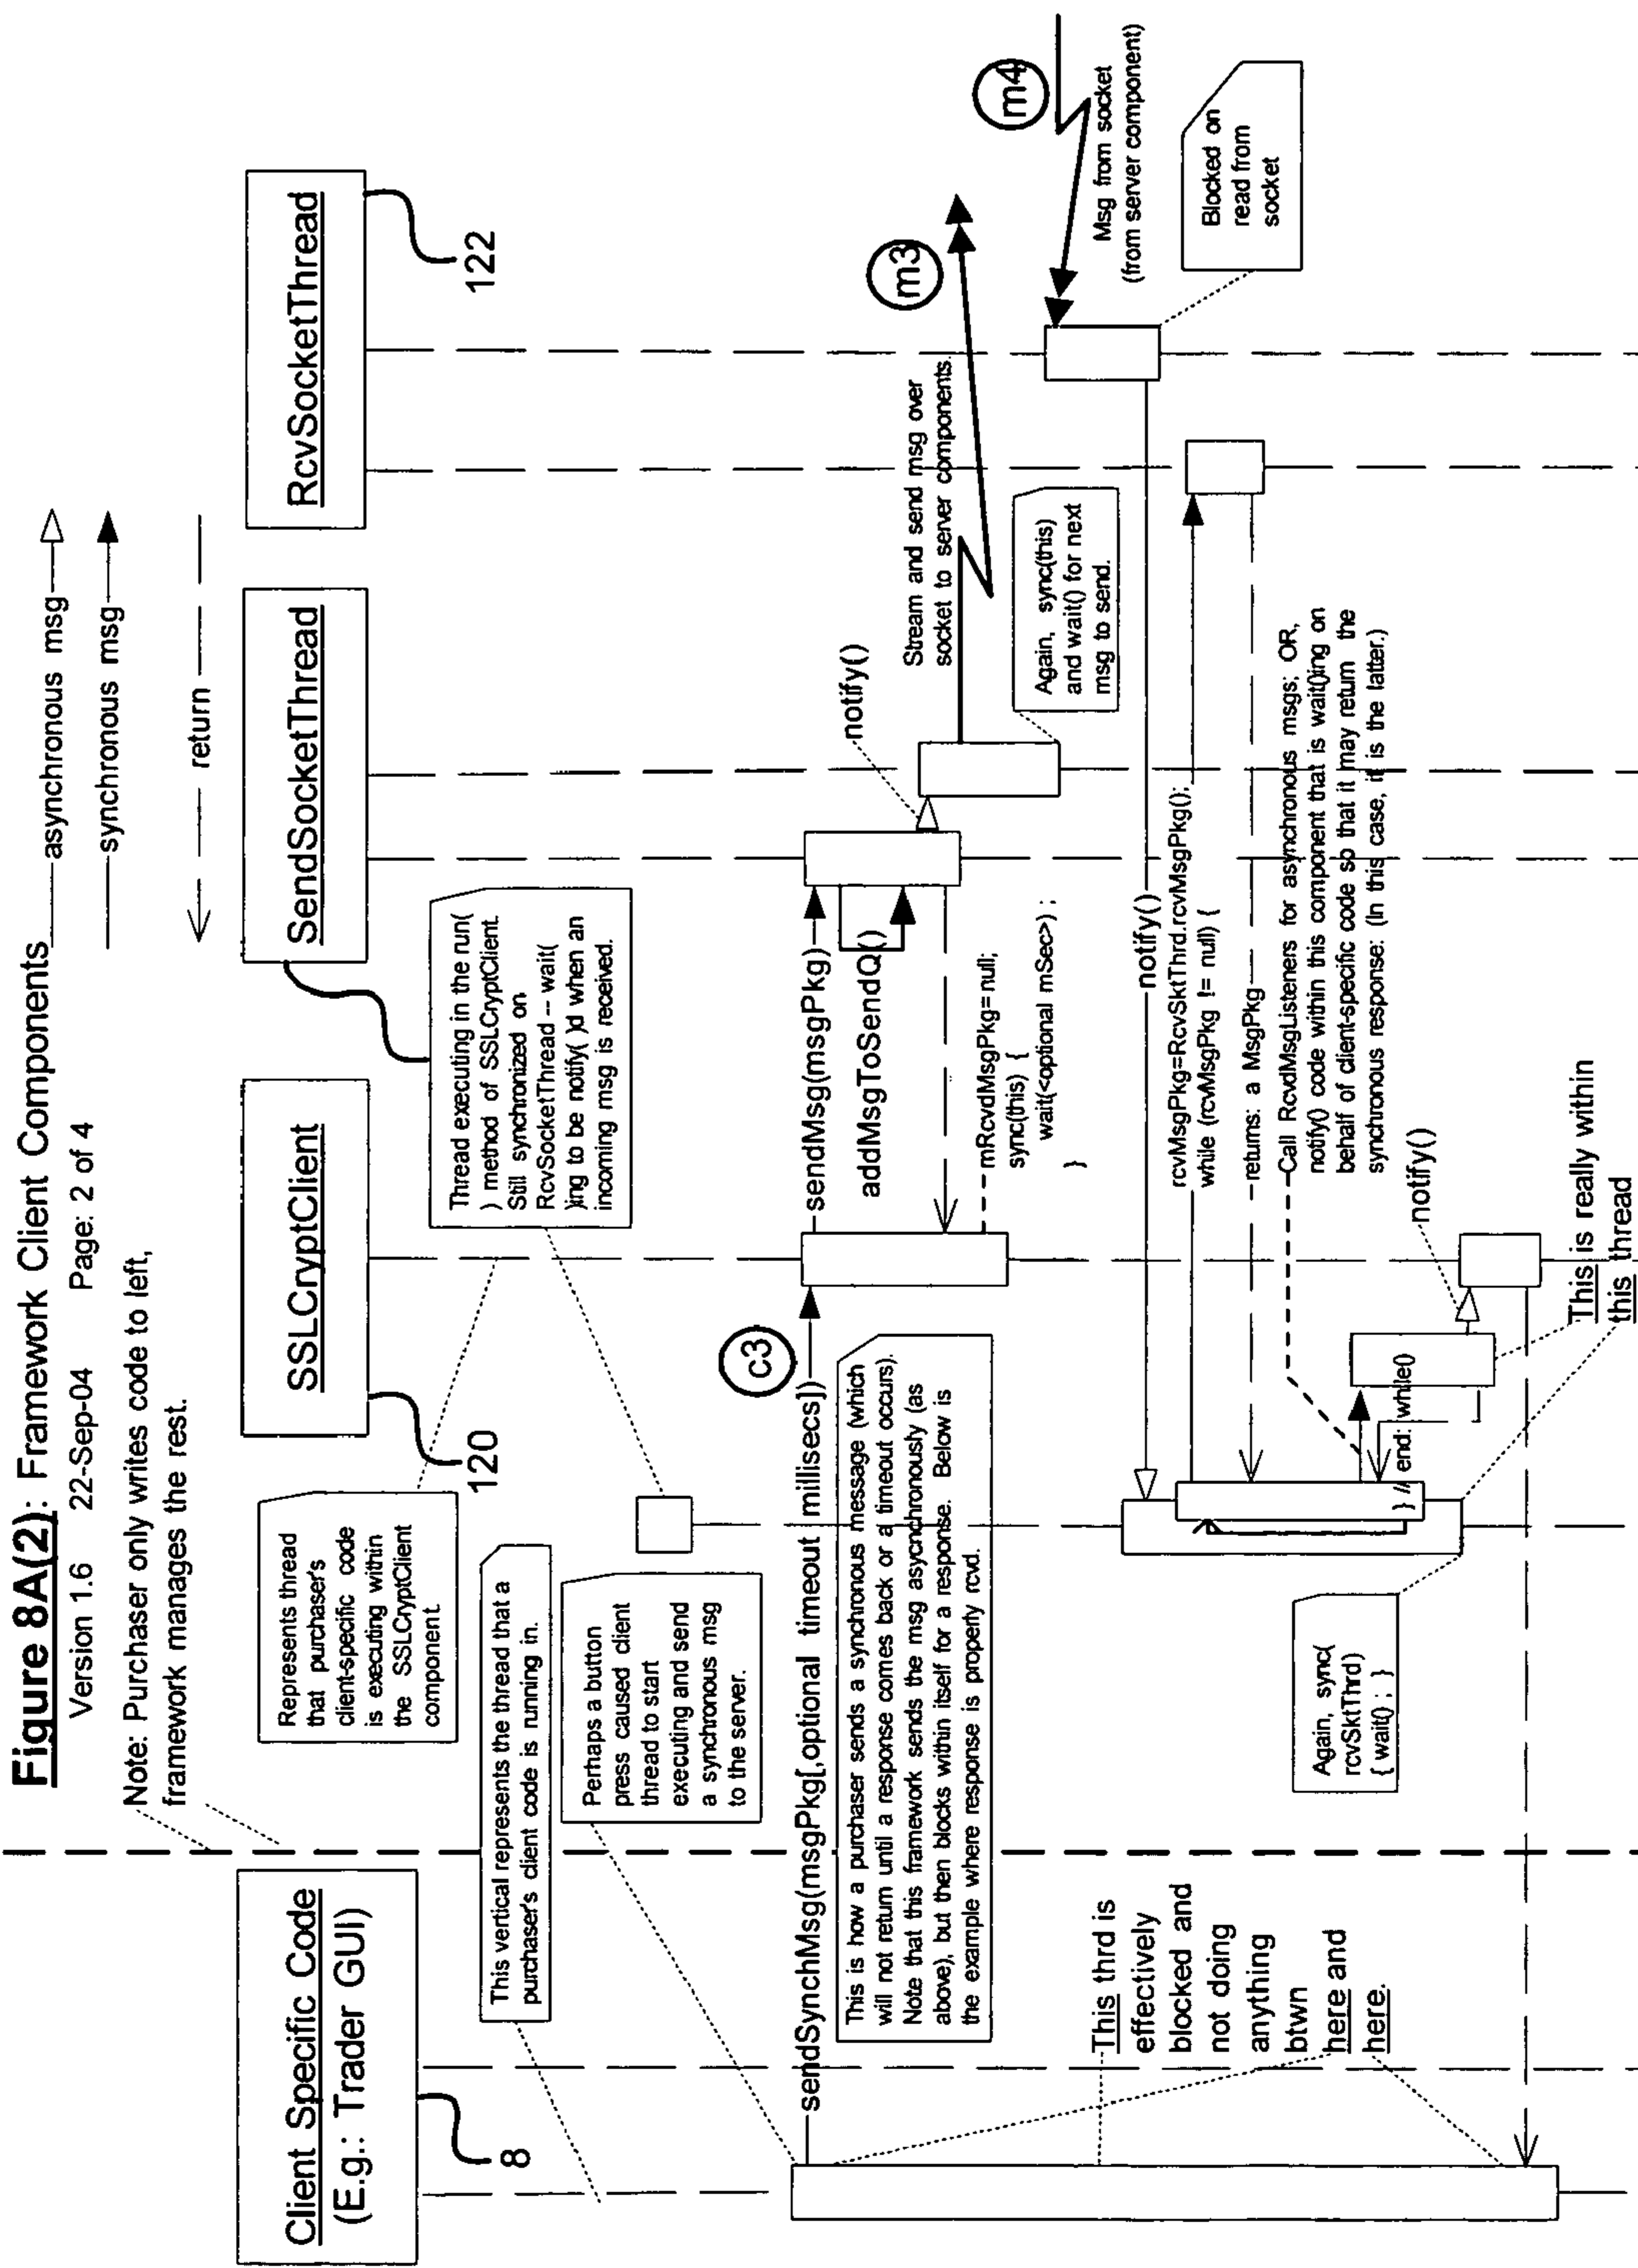 Figure 8A(2): Framework Client Components
Version 1.6 22-Sep-04 Page: 2 of 4
asynchronous msg
synchronous msg
return
Note: Purchaser only writes code to left,
framework manages the rest.
Client Specific Code
(E.g.: Trader GUI)
8
SSLCryptClient
120
SendSocketThread
RcvSocketThread
122
Represents thread
that purchaser's
client-specific code
is executing within
the SSLCryptClient
component
Thread executing in the run(
) method of SSLCryptClient.
Still synchronized on
RcvSocketThread -- wait(
)ing to be notify( )d when an
incoming msg is received.
This vertical represents the thread that a
purchaser's client code is running in.
Perhaps a button
press caused client
thread to start
executing and send
a synchronous msg
to the server.
sendSynchMsg(msgPkg[,optional timeout millisecs])
c3
sendMsg(msgPkg)
addMsgToSendQ()
notify()
m3
Stream and send msg over
socket to server components.
This is how a purchaser sends a synchronous message (which
will not return until a response comes back or a timeout occurs).
Note that this framework sends the msg asycnchronously (as
above), but then blocks within itself for a response. Below is
the example where response is properly rcvd.
mRcvdMsgPkg= null;
sync(this) {
wait(<optional mSec>) ;
}
Again, sync(this)
and wait() for next
msg to send.
m4
Msg from socket
(from server component)
Blocked on
read from
socket
This thrd is
effectively
blocked and
not doing
anything
btwn
here and
here.
notify()
rcvMsgPkg=RcvSktThrd.rcvMsgPkg();
while (rcvMsgPkg != null) {
returns: a MsgPkg
Call RcvdMsgListeners for asynchronous msgs; OR,
notify() code within this component that is wait()ing on
behalf of client-specific code so that it may return the
synchronous response: (In this case, it is the latter.)
} // end: while()
notify()
Again, sync(
rcvSktThrd)
{ wait() ; }
This is really within
this thread